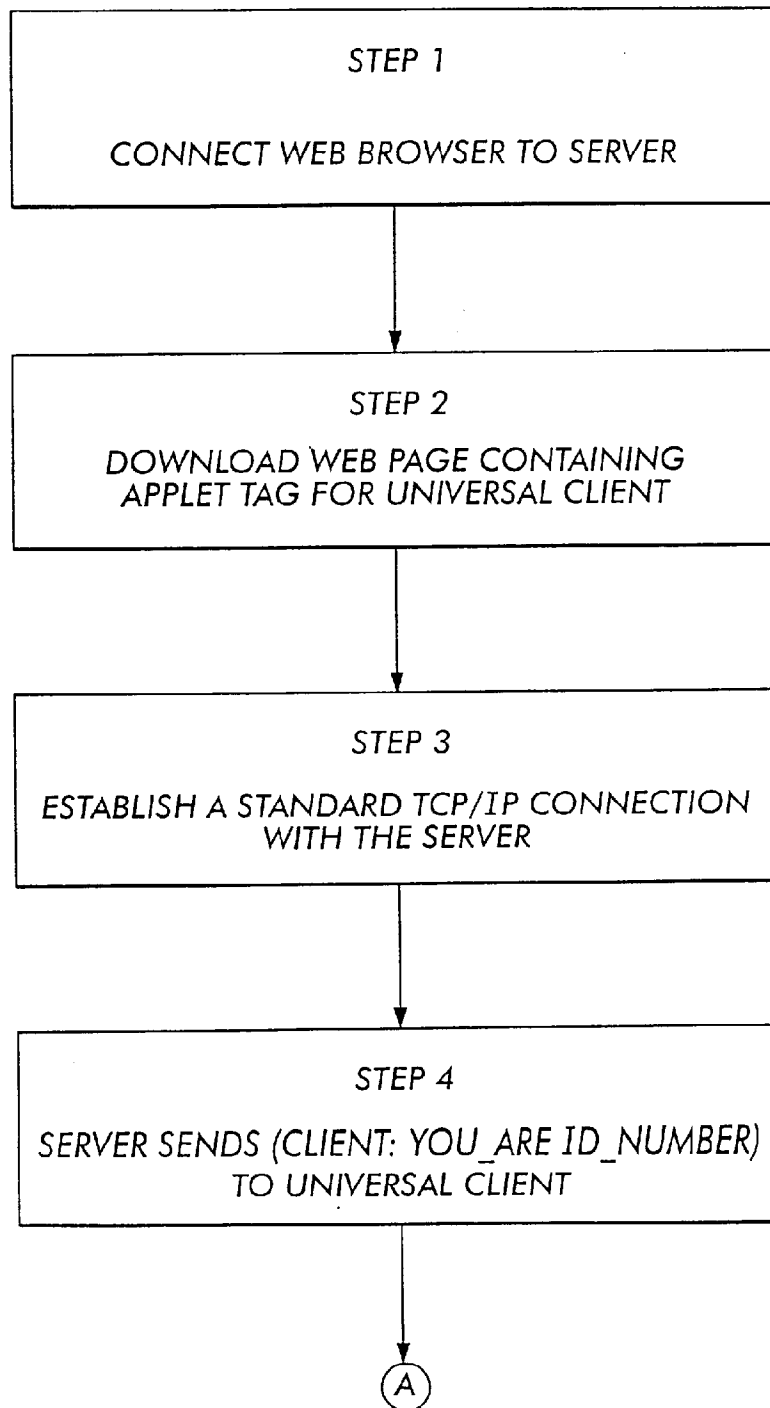 STEP 1
CONNECT WEB BROWSER TO SERVER
STEP 2
DOWNLOAD WEB PAGE CONTAINING
APPLET TAG FOR UNIVERSAL CLIENT
STEP 3
ESTABLISH A STANDARD TCP/IP CONNECTION
WITH THE SERVER
STEP 4
SERVER SENDS (CLIENT: YOU_ARE ID_NUMBER)
TO UNIVERSAL CLIENT
A